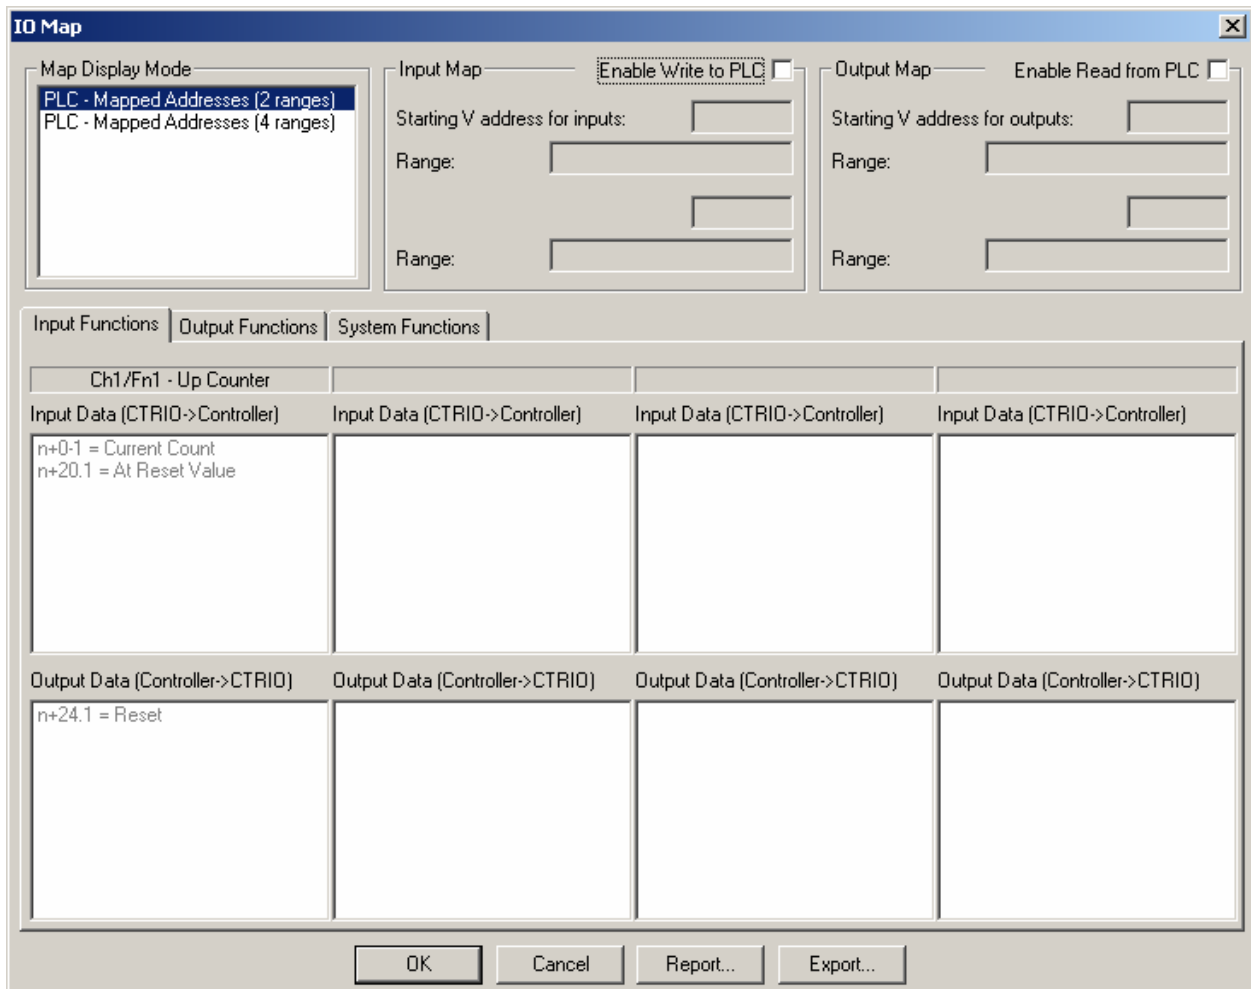 IO Map
Map Display Mode
PLC - Mapped Addresses (2 ranges)
PLC - Mapped Addresses (4 ranges)
Input Map
Enable Write to PLC
Starting V address for inputs:
Range:
Range:
Output Map
Enable Read from PLC
Starting V address for outputs:
Range:
Range:
Input Functions
Output Functions
System Functions
Ch1/Fn1 - Up Counter
Input Data (CTRIO->Controller)
Input Data (CTRIO->Controller)
Input Data (CTRIO->Controller)
Input Data (CTRIO->Controller)
n+0-1 = Current Count
n+20.1 = At Reset Value
Output Data (Controller->CTRIO)
Output Data (Controller->CTRIO)
Output Data (Controller->CTRIO)
Output Data (Controller->CTRIO)
n+24.1 = Reset
OK
Cancel
Report...
Export...